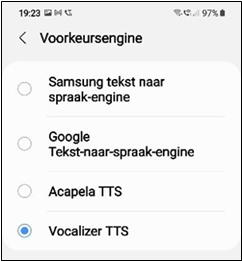 19:23
97%
Voorkeursengine
Samsung tekst naar
spraak-engine
Google
Tekst-naar-spraak-engine
Acapela TTS
Vocalizer TTS